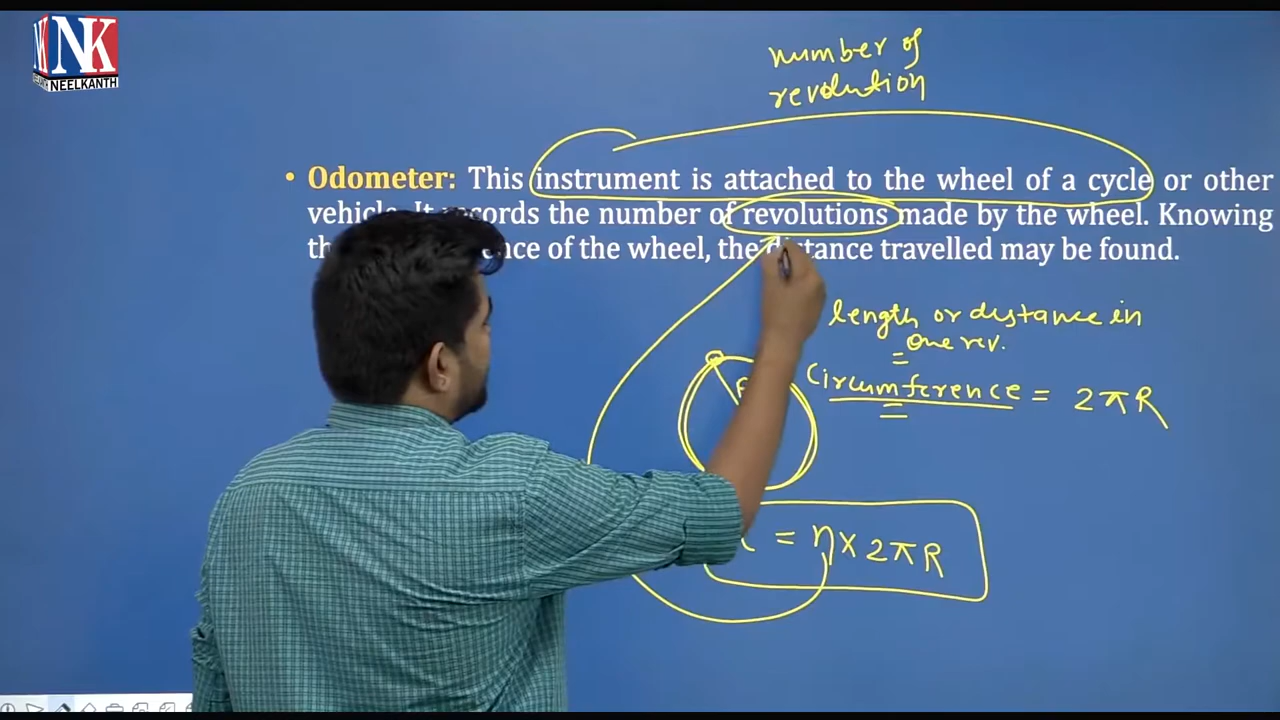 NK
NEELKANTH
number of
revolution
• Odometer: This instrument is attached to the wheel of a cycle or other
vehicle. It records the number of revolutions made by the wheel. Knowing
the circumference of the wheel, the distance travelled may be found.
length or distance in
one rev.
Circumference = 2πR
= n × 2πR